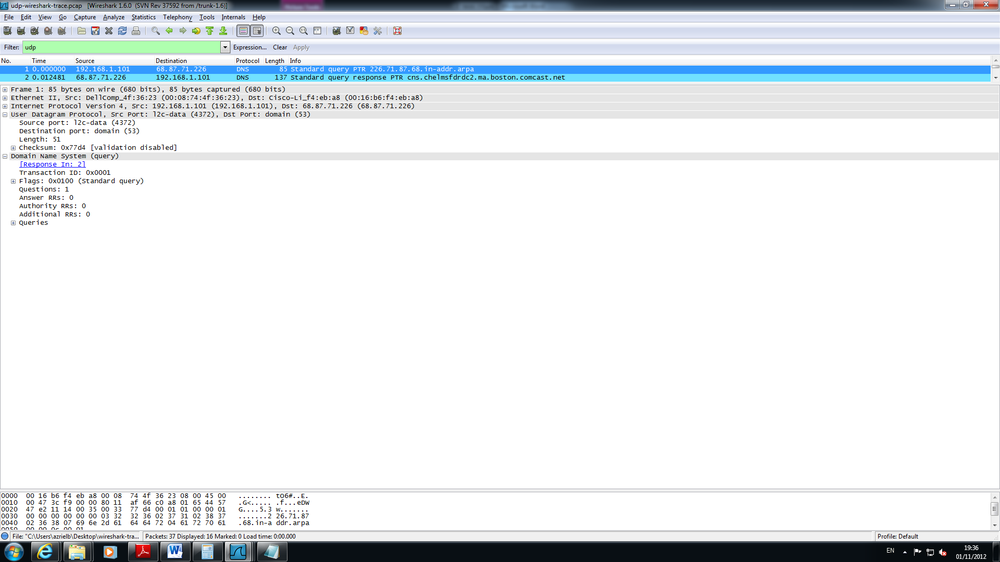 udp-wireshark-trace.pcap [Wireshark 1.6.0 (SVN Rev 37592 from /trunk-1.6)]
File Edit View Go Capture Analyze Statistics Telephony Tools Internals Help
Filter: udp Expression... Clear Apply
No. Time Source Destination Protocol Length Info
1 0.000000 192.168.1.101 68.87.71.226 DNS 85 Standard query PTR 226.71.87.68.in-addr.arpa
2 0.012481 68.87.71.226 192.168.1.101 DNS 137 Standard query response PTR cns.chelmsfdrdc2.ma.boston.comcast.net
Frame 1: 85 bytes on wire (680 bits), 85 bytes captured (680 bits)
Ethernet II, Src: DellComp_4f:36:23 (00:08:74:4f:36:23), Dst: Cisco-Li_f4:eb:a8 (00:16:b6:f4:eb:a8)
Internet Protocol Version 4, Src: 192.168.1.101 (192.168.1.101), Dst: 68.87.71.226 (68.87.71.226)
User Datagram Protocol, Src Port: l2c-data (4372), Dst Port: domain (53)
Source port: l2c-data (4372)
Destination port: domain (53)
Length: 51
Checksum: 0x77d4 [validation disabled]
Domain Name System (query)
[Response In: 2]
Transaction ID: 0x0001
Flags: 0x0100 (Standard query)
Questions: 1
Answer RRs: 0
Authority RRs: 0
Additional RRs: 0
Queries
0000 00 16 b6 f4 eb a8 00 08 74 4f 36 23 08 00 45 00 ........ tO6#..E.
0010 00 47 3c f9 00 00 80 11 af 66 c0 a8 01 65 44 57 .G<..... .f...eDW
0020 47 e2 11 14 00 35 00 33 77 d4 00 01 01 00 00 01 G....5.3 w.......
0030 00 00 00 00 00 00 03 32 32 36 02 37 31 02 38 37 .......2 26.71.87
0040 02 36 38 07 69 6e 2d 61 64 64 72 04 61 72 70 61 .68.in-a ddr.arpa
0050 00 00 0c 00 01
File: "C:\Users\azrielb\Desktop\wireshark-tra... Packets: 37 Displayed: 16 Marked: 0 Load time: 0:00.000 Profile: Default
EN 19:36
01/11/2012